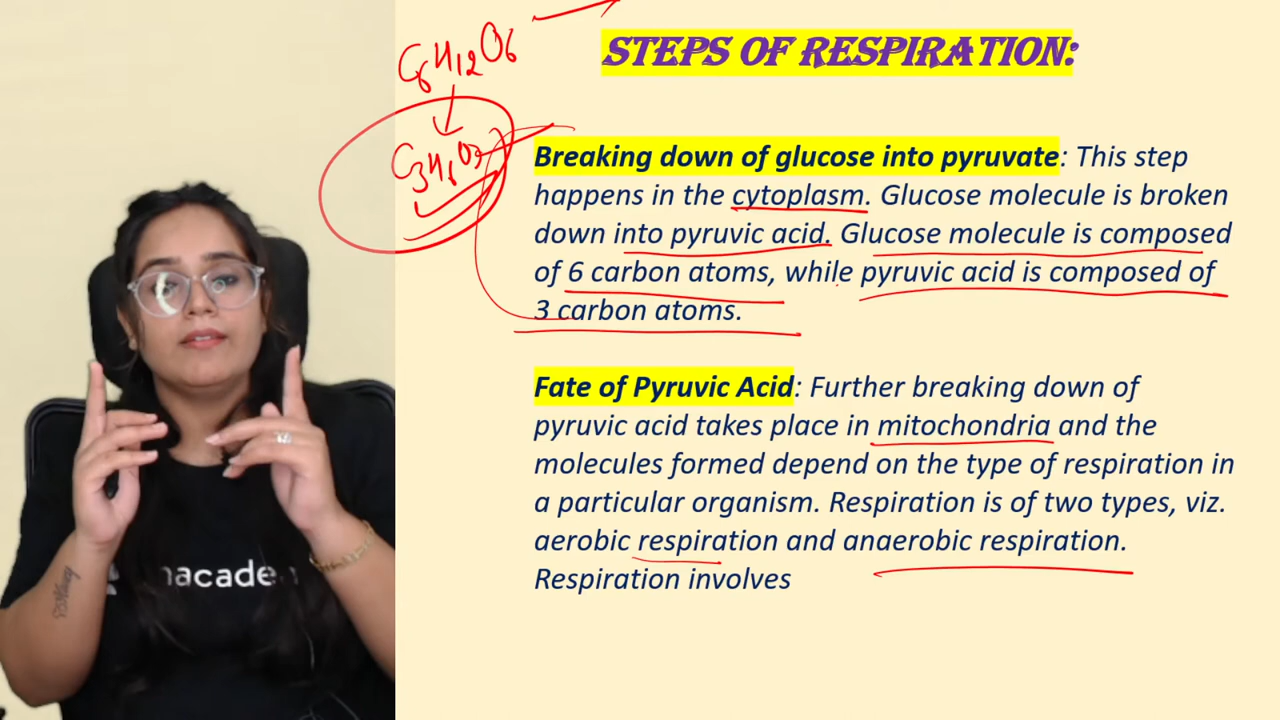 C6H12O6
STEPS OF RESPIRATION:
C3H6O3
Breaking down of glucose into pyruvate: This step
happens in the cytoplasm. Glucose molecule is broken
down into pyruvic acid. Glucose molecule is composed
of 6 carbon atoms, while pyruvic acid is composed of
3 carbon atoms.
Fate of Pyruvic Acid: Further breaking down of
pyruvic acid takes place in mitochondria and the
molecules formed depend on the type of respiration in
a particular organism. Respiration is of two types, viz.
aerobic respiration and anaerobic respiration.
Respiration involves
nacade